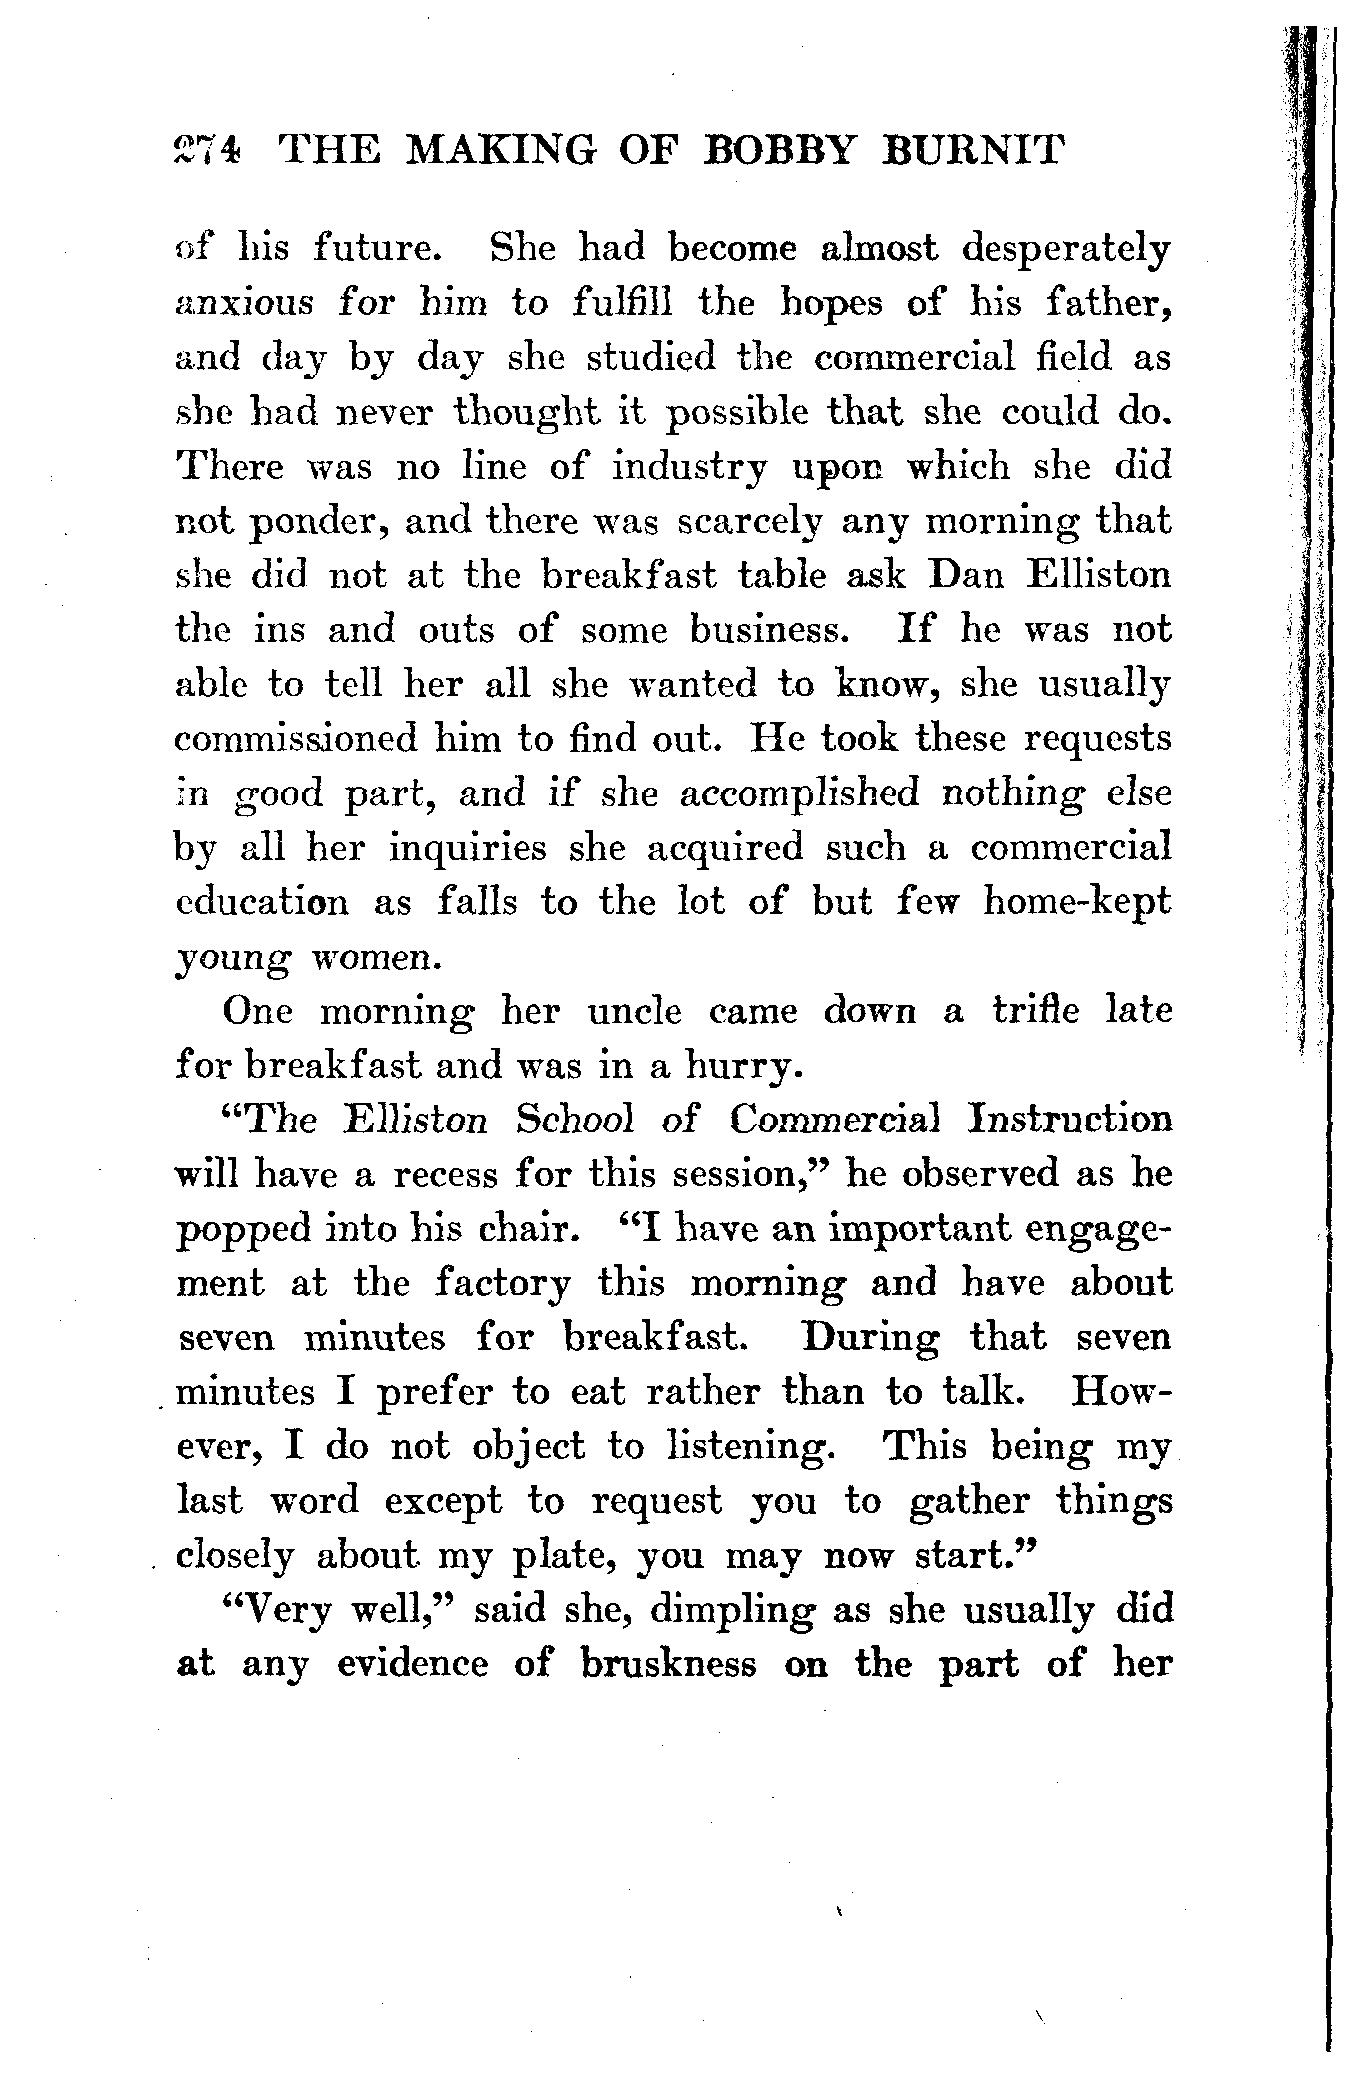 274 THE MAKING OF BOBBY BURNIT
of his future. She had become almost desperately
anxious for him to fulfill the hopes of his father,
and day by day she studied the commercial field as
she had never thought it possible that she could do.
There was no line of industry upon which she did
not ponder, and there was scarcely any morning that
she did not at the breakfast table ask Dan Elliston
the ins and outs of some business. If he was not
able to tell her all she wanted to know, she usually
commissioned him to find out. He took these requests
in good part, and if she accomplished nothing else
by all her inquiries she acquired such a commercial
education as falls to the lot of but few home-kept
young women.
One morning her uncle came down a trifle late
for breakfast and was in a hurry.
“The Elliston School of Commercial Instruction
will have a recess for this session,” he observed as he
popped into his chair. “I have an important engage-
ment at the factory this morning and have about
seven minutes for breakfast. During that seven
minutes I prefer to eat rather than to talk. How-
ever, I do not object to listening. This being my
last word except to request you to gather things
closely about my plate, you may now start.”
“Very well,” said she, dimpling as she usually did
at any evidence of bruskness on the part of her